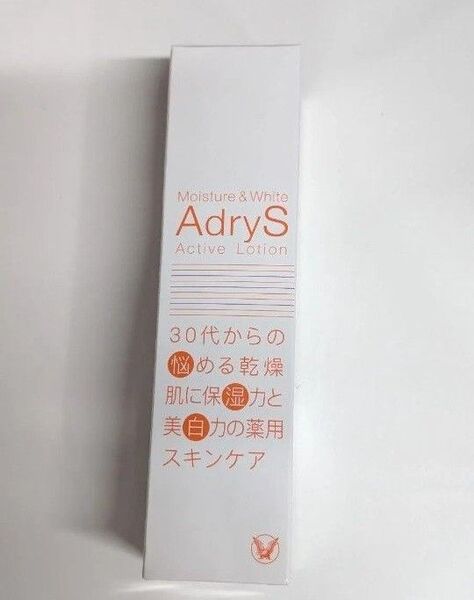 Moisture & White
AdryS
Active Lotion
30代からの
悩める乾燥
肌に保湿力と
美白力の薬用
スキンケア